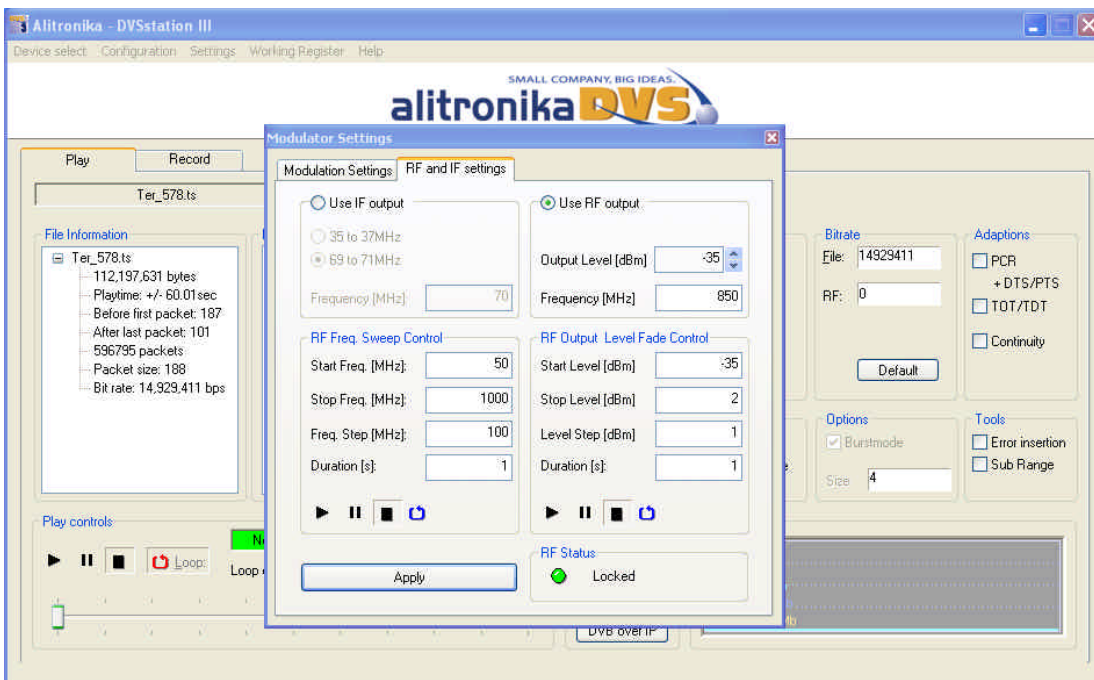 Alitronika - DVSstation III
Device select Configuration Settings Working Register Help
SMALL COMPANY, BIG IDEAS.
alitronika DVS
Modulator Settings
Play Record
Modulation Settings RF and IF settings
Ter_578.ts
Use IF output
35 to 37MHz
69 to 71MHz
Frequency [MHz]: 70
Use RF output
Output Level [dBm] -35
Frequency [MHz] 850
File Information
Ter_578.ts
112,197,631 bytes
Playtime: +/- 60.01sec
Before first packet: 187
After last packet: 101
596795 packets
Packet size: 188
Bit rate: 14,929,411 bps
RF Freq. Sweep Control
Start Freq. [MHz]: 50
Stop Freq. [MHz]: 1000
Freq. Step [MHz]: 100
Duration [s]: 1
RF Output Level Fade Control
Start Level [dBm] -35
Stop Level [dBm] 2
Level Step [dBm] 1
Duration [s]: 1
Bitrate
File: 14929411
RF: 0
Default
Adaptions
PCR
+ DTS/PTS
TOT/TDT
Continuity
Options
Burstmode
Size 4
Tools
Error insertion
Sub Range
Play controls
Loop:
Loop
Apply
RF Status
Locked
DVB over IP